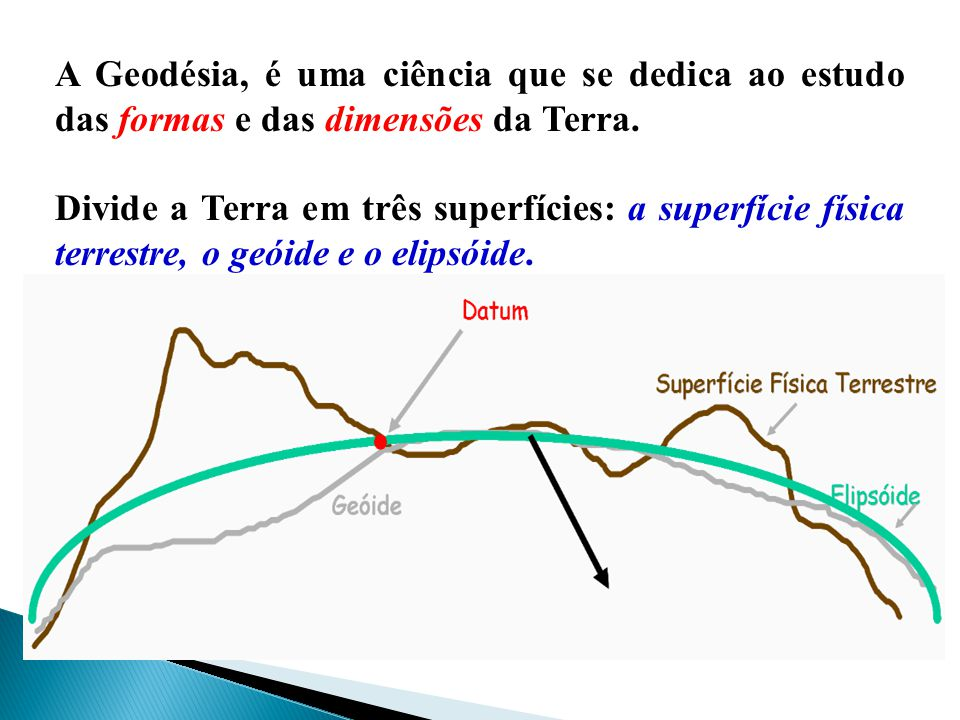 A Geodésia, é uma ciência que se dedica ao estudo
das formas e das dimensões da Terra.
Divide a Terra em três superfícies: a superfície física
terrestre, o geóide e o elipsóide.
Datum
Superfície Física Terrestre
Elipsóide
Geóide